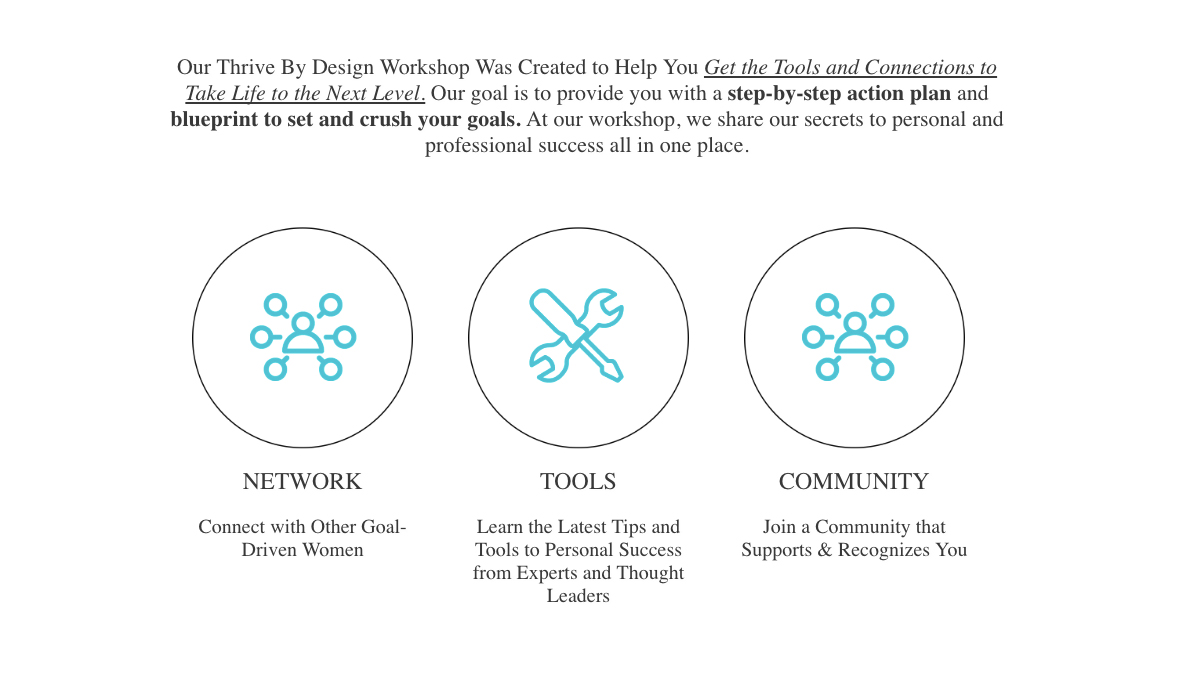 Our Thrive By Design Workshop Was Created to Help You Get the Tools and Connections to
Take Life to the Next Level. Our goal is to provide you with a step-by-step action plan and
blueprint to set and crush your goals. At our workshop, we share our secrets to personal and
professional success all in one place.
NETWORK
Connect with Other Goal-
Driven Women
TOOLS
Learn the Latest Tips and
Tools to Personal Success
from Experts and Thought
Leaders
COMMUNITY
Join a Community that
Supports & Recognizes You